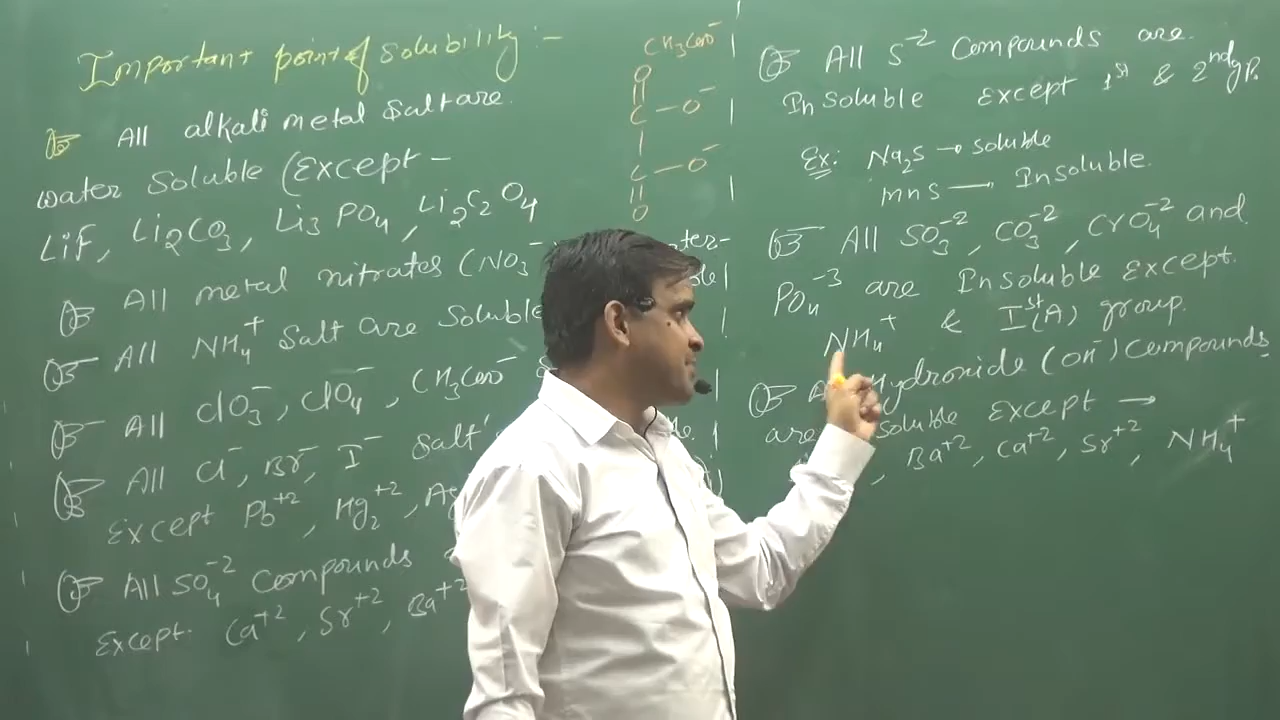 Important point of solubility :-
All alkali metal Salt are
water Soluble (Except –
LiF, Li2CO3, Li3PO4, Li2C2O4
All metal nitrates (NO3-
All NH4+ Salt are Soluble
All ClO3-, ClO4-, CH3COO-
All Cl-, Br-, I- Salt
Except Pb+2, Hg2+2,
All SO4-2 Compounds
Except. Ca+2, Sr+2, Ba+2
CH3COO-
O
C – O-
C – O-
O
All S-2 Compounds are.
InSoluble Except 1st & 2nd gp.
Ex: Na2S → soluble
MnS — InSoluble.
All SO3-2, CO3-2, CrO4-2 and
PO4-3 are InSoluble Except.
NH4+ & Ist(A) group.
Hydroxide (OH-) Compounds
are soluble Except →
, Ba+2, Ca+2, Sr+2, NH4+